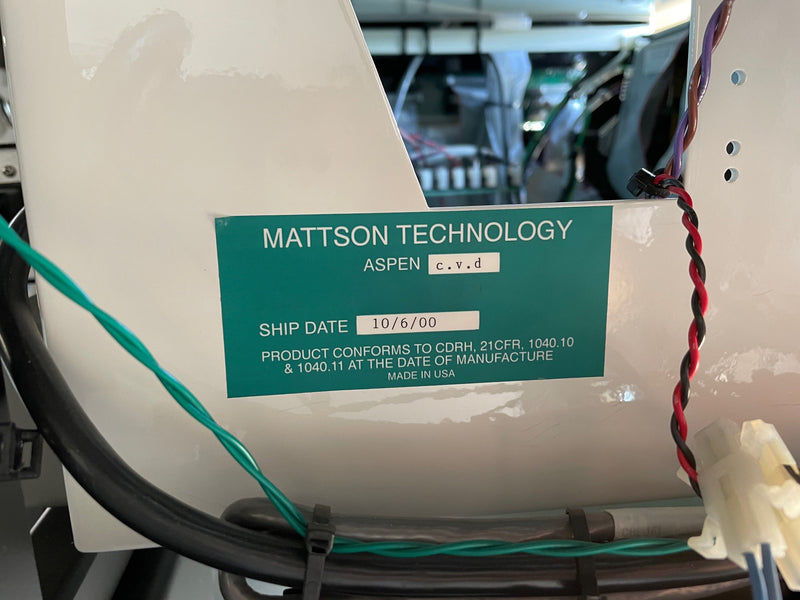 MATTSON TECHNOLOGY
ASPEN c.v.d
SHIP DATE 10/6/00
PRODUCT CONFORMS TO CDRH, 21CFR, 1040.10
& 1040.11 AT THE DATE OF MANUFACTURE
MADE IN USA